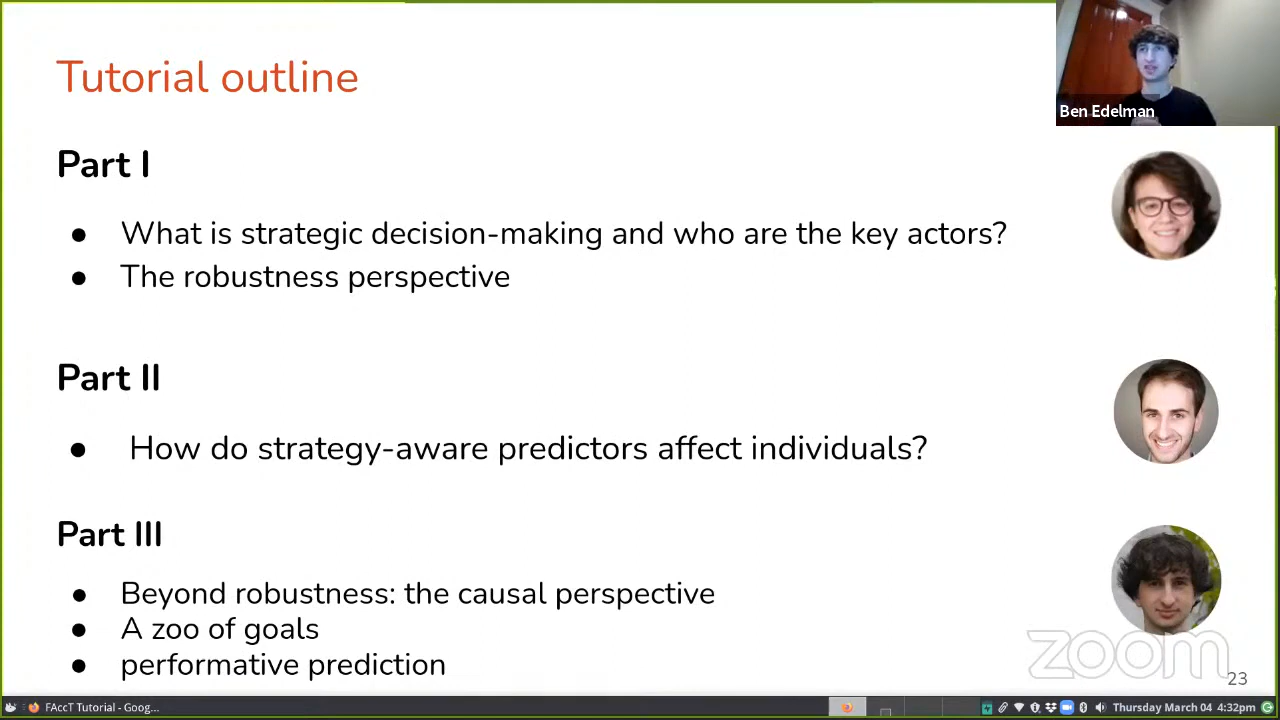 Tutorial outline
Ben Edelman
Part I
● What is strategic decision-making and who are the key actors?
● The robustness perspective
Part II
● How do strategy-aware predictors affect individuals?
Part III
● Beyond robustness: the causal perspective
● A zoo of goals
● performative prediction
zoom
23
FAccT Tutorial - Goog...
Thursday March 04 4:32pm